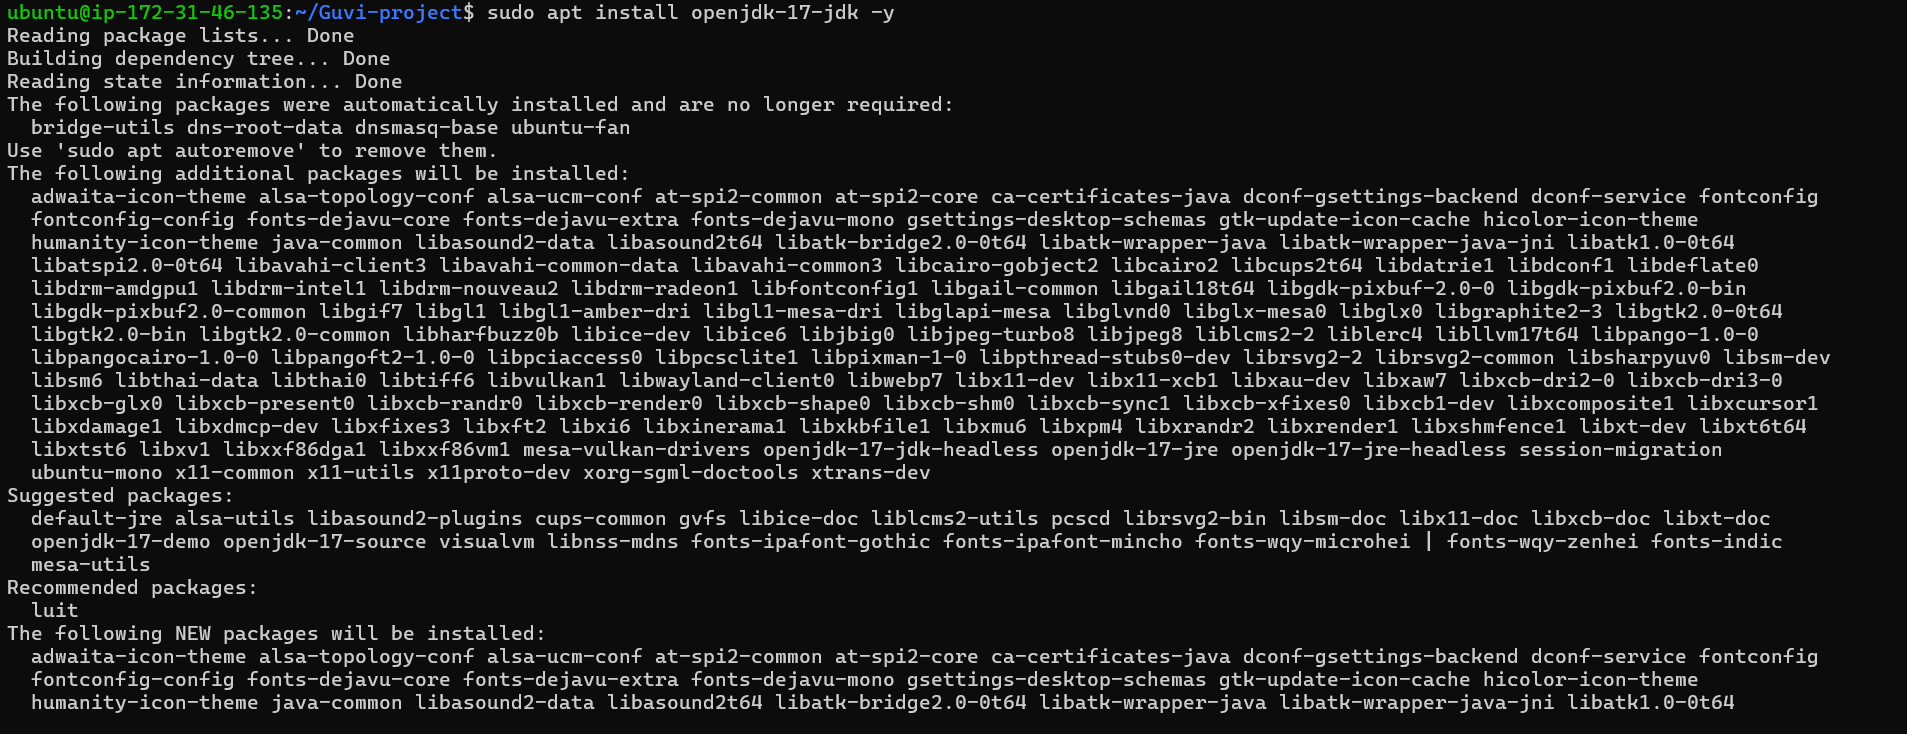 ubuntu@ip-172-31-46-135:~/Guvi-project$ sudo apt install openjdk-17-jdk -y
Reading package lists... Done
Building dependency tree... Done
Reading state information... Done
The following packages were automatically installed and are no longer required:
  bridge-utils dns-root-data dnsmasq-base ubuntu-fan
Use 'sudo apt autoremove' to remove them.
The following additional packages will be installed:
  adwaita-icon-theme alsa-topology-conf alsa-ucm-conf at-spi2-common at-spi2-core ca-certificates-java dconf-gsettings-backend dconf-service fontconfig
  fontconfig-config fonts-dejavu-core fonts-dejavu-extra fonts-dejavu-mono gsettings-desktop-schemas gtk-update-icon-cache hicolor-icon-theme
  humanity-icon-theme java-common libasound2-data libasound2t64 libatk-bridge2.0-0t64 libatk-wrapper-java libatk-wrapper-java-jni libatk1.0-0t64
  libatspi2.0-0t64 libavahi-client3 libavahi-common-data libavahi-common3 libcairo-gobject2 libcairo2 libcups2t64 libdatrie1 libdconf1 libdeflate0
  libdrm-amdgpu1 libdrm-intel1 libdrm-nouveau2 libdrm-radeon1 libfontconfig1 libgail-common libgail18t64 libgdk-pixbuf-2.0-0 libgdk-pixbuf2.0-bin
  libgdk-pixbuf2.0-common libgif7 libgl1 libgl1-amber-dri libgl1-mesa-dri libglapi-mesa libglvnd0 libglx-mesa0 libglx0 libgraphite2-3 libgtk2.0-0t64
  libgtk2.0-bin libgtk2.0-common libharfbuzz0b libice-dev libice6 libjbig0 libjpeg-turbo8 libjpeg8 liblcms2-2 liblerc4 libllvm17t64 libpango-1.0-0
  libpangocairo-1.0-0 libpangoft2-1.0-0 libpciaccess0 libpcsclite1 libpixman-1-0 libpthread-stubs0-dev librsvg2-2 librsvg2-common libsharpyuv0 libsm-dev
  libsm6 libthai-data libthai0 libtiff6 libvulkan1 libwayland-client0 libwebp7 libx11-dev libx11-xcb1 libxau-dev libxaw7 libxcb-dri2-0 libxcb-dri3-0
  libxcb-glx0 libxcb-present0 libxcb-randr0 libxcb-render0 libxcb-shape0 libxcb-shm0 libxcb-sync1 libxcb-xfixes0 libxcb1-dev libxcomposite1 libxcursor1
  libxdamage1 libxdmcp-dev libxfixes3 libxft2 libxi6 libxinerama1 libxkbfile1 libxmu6 libxpm4 libxrandr2 libxrender1 libxshmfence1 libxt-dev libxt6t64
  libxtst6 libxv1 libxxf86dga1 libxxf86vm1 mesa-vulkan-drivers openjdk-17-jdk-headless openjdk-17-jre openjdk-17-jre-headless session-migration
  ubuntu-mono x11-common x11-utils x11proto-dev xorg-sgml-doctools xtrans-dev
Suggested packages:
  default-jre alsa-utils libasound2-plugins cups-common gvfs libice-doc liblcms2-utils pcscd librsvg2-bin libsm-doc libx11-doc libxcb-doc libxt-doc
  openjdk-17-demo openjdk-17-source visualvm libnss-mdns fonts-ipafont-gothic fonts-ipafont-mincho fonts-wqy-microhei | fonts-wqy-zenhei fonts-indic
  mesa-utils
Recommended packages:
  luit
The following NEW packages will be installed:
  adwaita-icon-theme alsa-topology-conf alsa-ucm-conf at-spi2-common at-spi2-core ca-certificates-java dconf-gsettings-backend dconf-service fontconfig
  fontconfig-config fonts-dejavu-core fonts-dejavu-extra fonts-dejavu-mono gsettings-desktop-schemas gtk-update-icon-cache hicolor-icon-theme
  humanity-icon-theme java-common libasound2-data libasound2t64 libatk-bridge2.0-0t64 libatk-wrapper-java libatk-wrapper-java-jni libatk1.0-0t64